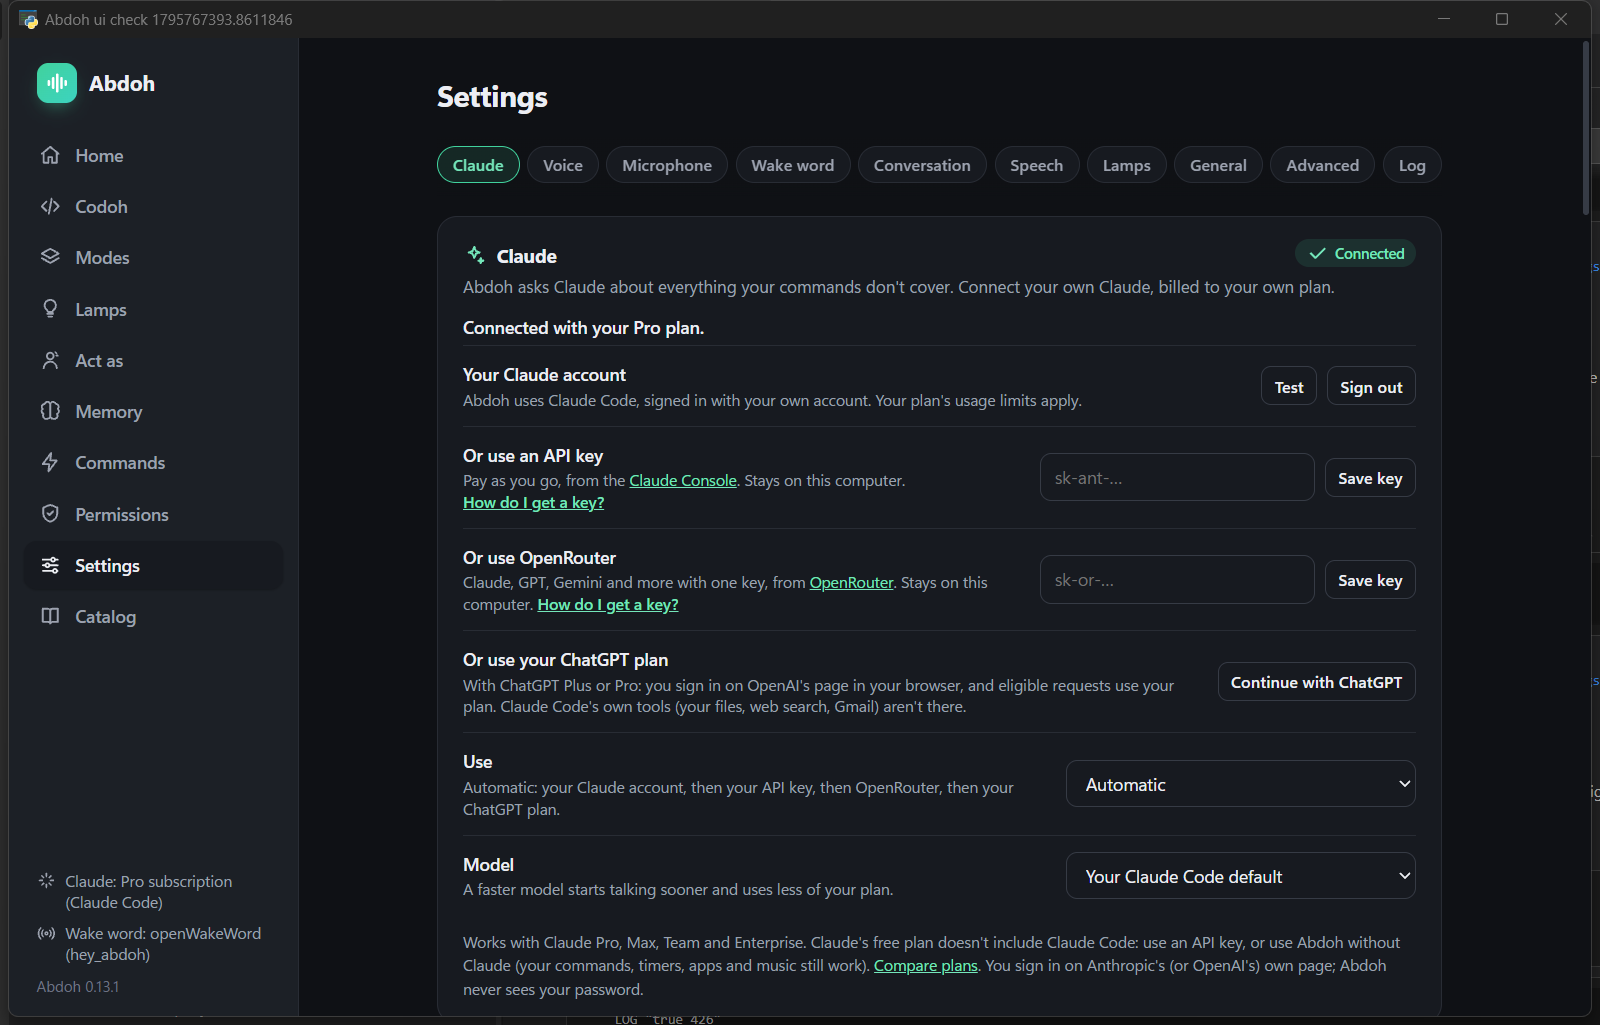 Abdoh ui check 1795767393.8611846
Abdoh
Home
Codoh
Modes
Lamps
Act as
Memory
Commands
Permissions
Settings
Catalog
Claude: Pro subscription
(Claude Code)
Wake word: openWakeWord
(hey_abdoh)
Abdoh 0.13.1
Settings
Claude
Voice
Microphone
Wake word
Conversation
Speech
Lamps
General
Advanced
Log
Claude
Connected
Abdoh asks Claude about everything your commands don't cover. Connect your own Claude, billed to your own plan.
Connected with your Pro plan.
Your Claude account
Abdoh uses Claude Code, signed in with your own account. Your plan's usage limits apply.
Test
Sign out
Or use an API key
Pay as you go, from the Claude Console. Stays on this computer.
How do I get a key?
sk-ant-...
Save key
Or use OpenRouter
Claude, GPT, Gemini and more with one key, from OpenRouter. Stays on this
computer. How do I get a key?
sk-or-...
Save key
Or use your ChatGPT plan
With ChatGPT Plus or Pro: you sign in on OpenAI's page in your browser, and eligible requests use your
plan. Claude Code's own tools (your files, web search, Gmail) aren't there.
Continue with ChatGPT
Use
Automatic: your Claude account, then your API key, then OpenRouter, then your
ChatGPT plan.
Automatic
Model
A faster model starts talking sooner and uses less of your plan.
Your Claude Code default
Works with Claude Pro, Max, Team and Enterprise. Claude's free plan doesn't include Claude Code: use an API key, or use Abdoh without
Claude (your commands, timers, apps and music still work). Compare plans. You sign in on Anthropic's (or OpenAI's) own page; Abdoh
never sees your password.
LOG "true 426"